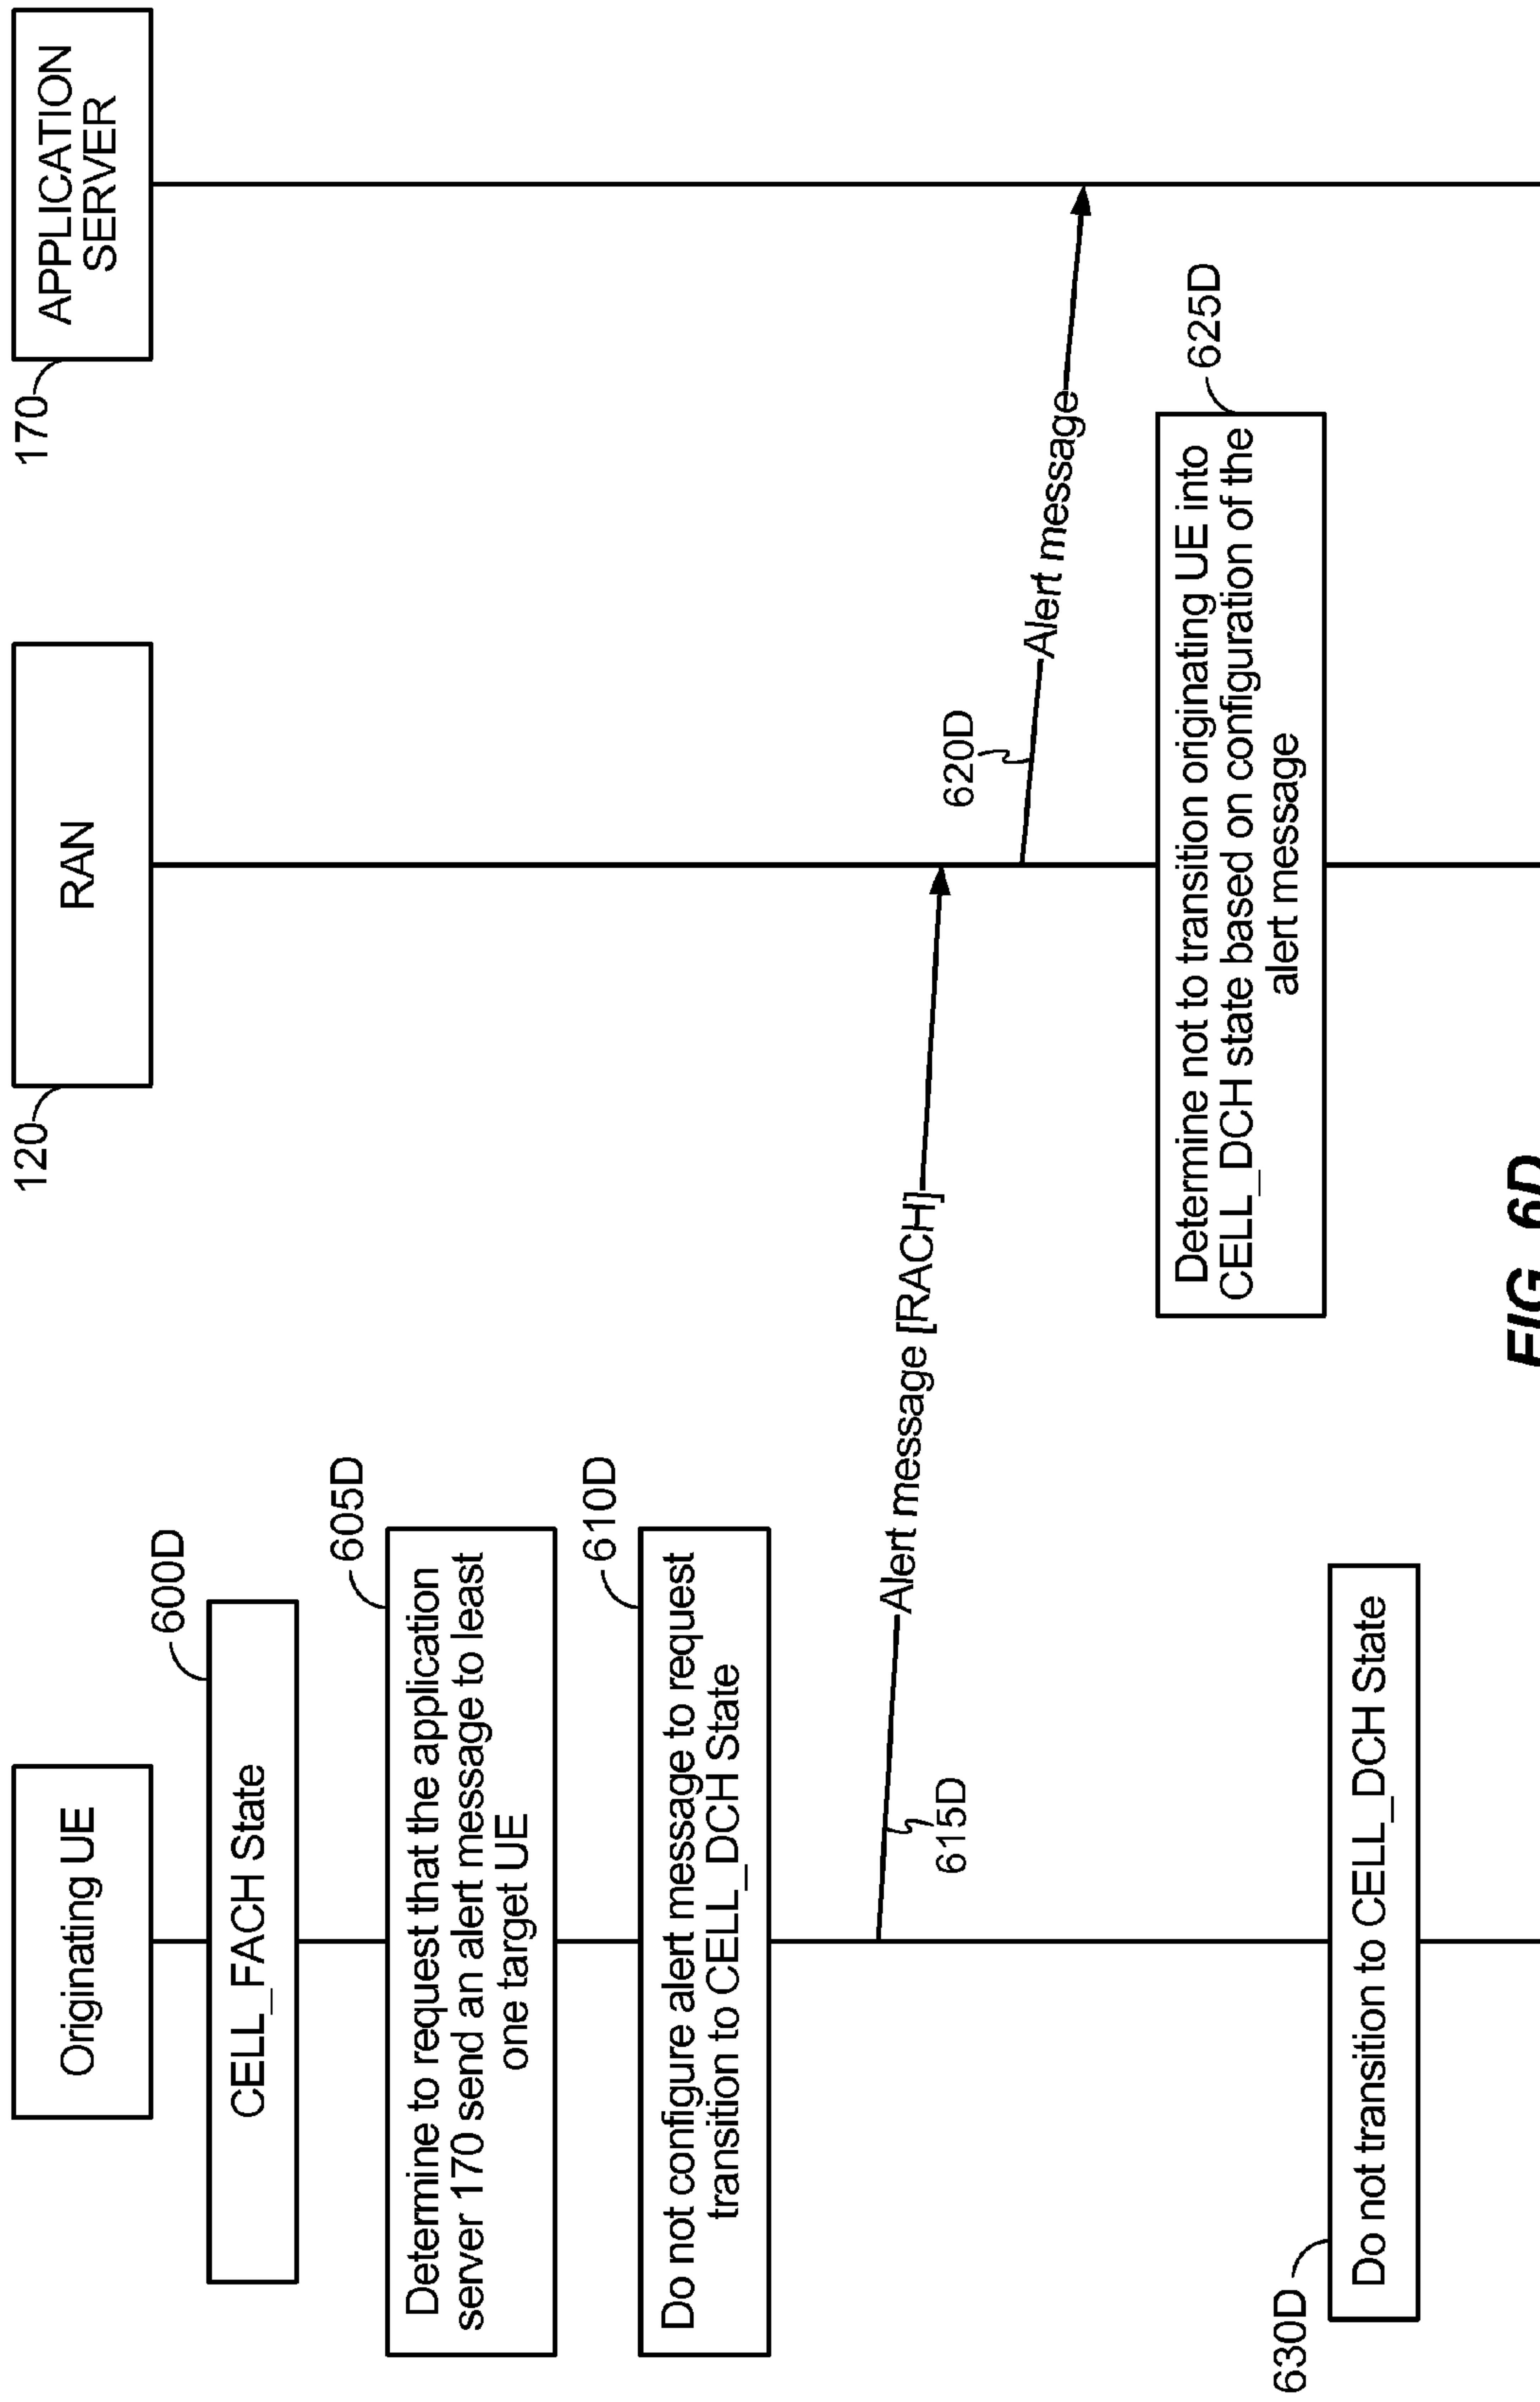 Originating UE
120
RAN
170
APPLICATION
SERVER
600D
CELL_FACH State
605D
Determine to request that the application
server 170 send an alert message to least
one target UE
610D
Do not configure alert message to request
transition to CELL_DCH State
Alert message [RACH]
615D
620D
Alert message
625D
Determine not to transition originating UE into
CELL_DCH state based on configuration of the
alert message
630D
Do not transition to CELL_DCH State
FIG. 6D